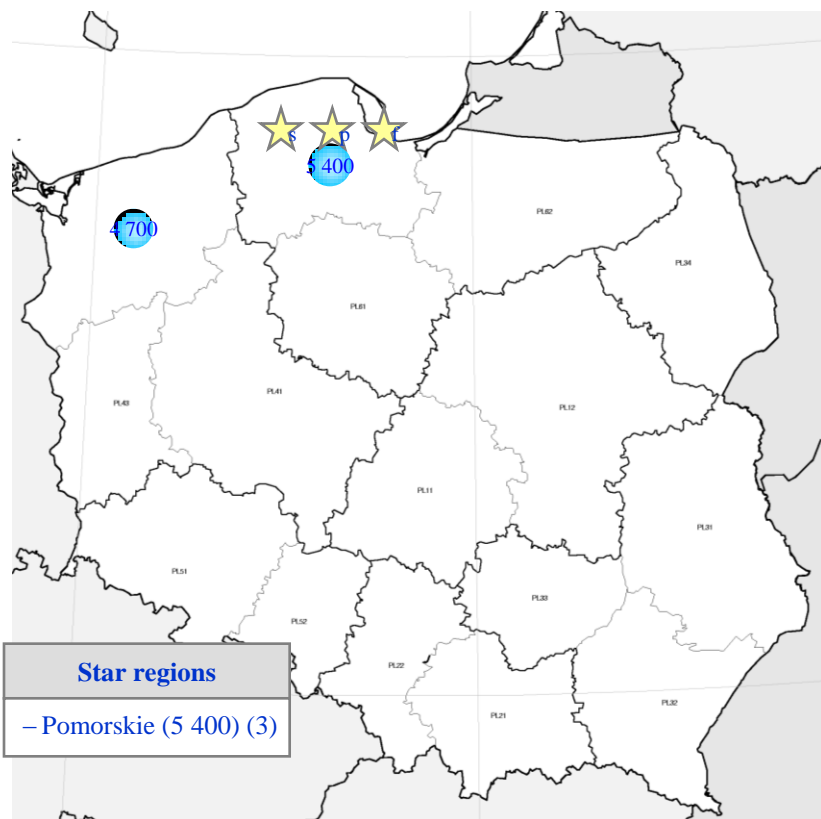 s p f
5 400
4 700
PL62
PL34
PL61
PL43
PL41
PL12
PL11
PL31
PL51
PL33
PL52
PL22
PL21
PL32
Star regions
– Pomorskie (5 400) (3)